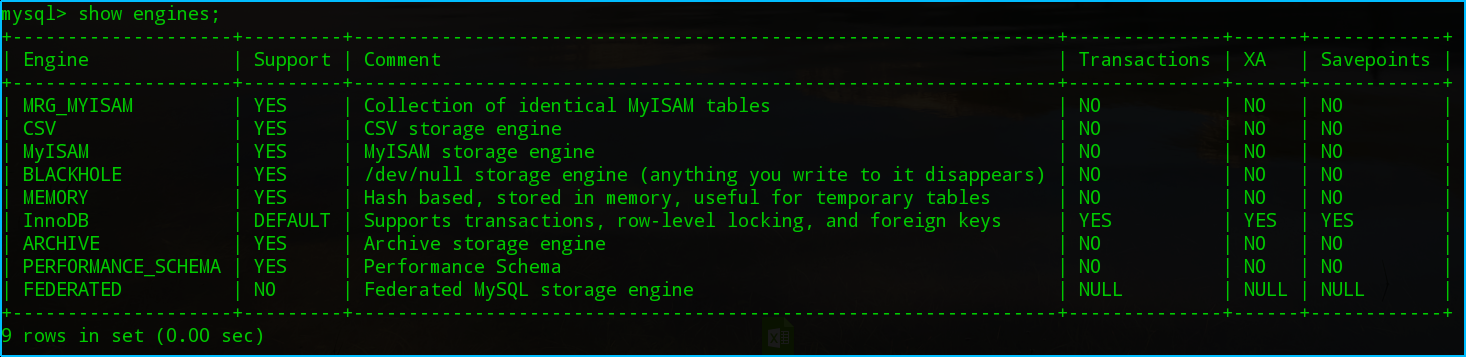 mysql> show engines;
+--------------------+---------+----------------------------------------------------------------+--------------+------+------------+
| Engine             | Support | Comment                                                        | Transactions | XA   | Savepoints |
+--------------------+---------+----------------------------------------------------------------+--------------+------+------------+
| MRG_MYISAM         | YES     | Collection of identical MyISAM tables                          | NO           | NO   | NO         |
| CSV                | YES     | CSV storage engine                                             | NO           | NO   | NO         |
| MyISAM             | YES     | MyISAM storage engine                                          | NO           | NO   | NO         |
| BLACKHOLE          | YES     | /dev/null storage engine (anything you write to it disappears) | NO           | NO   | NO         |
| MEMORY             | YES     | Hash based, stored in memory, useful for temporary tables      | NO           | NO   | NO         |
| InnoDB             | DEFAULT | Supports transactions, row-level locking, and foreign keys     | YES          | YES  | YES        |
| ARCHIVE            | YES     | Archive storage engine                                         | NO           | NO   | NO         |
| PERFORMANCE_SCHEMA | YES     | Performance Schema                                             | NO           | NO   | NO         |
| FEDERATED          | NO      | Federated MySQL storage engine                                 | NULL         | NULL | NULL       |
+--------------------+---------+----------------------------------------------------------------+--------------+------+------------+
9 rows in set (0.00 sec)